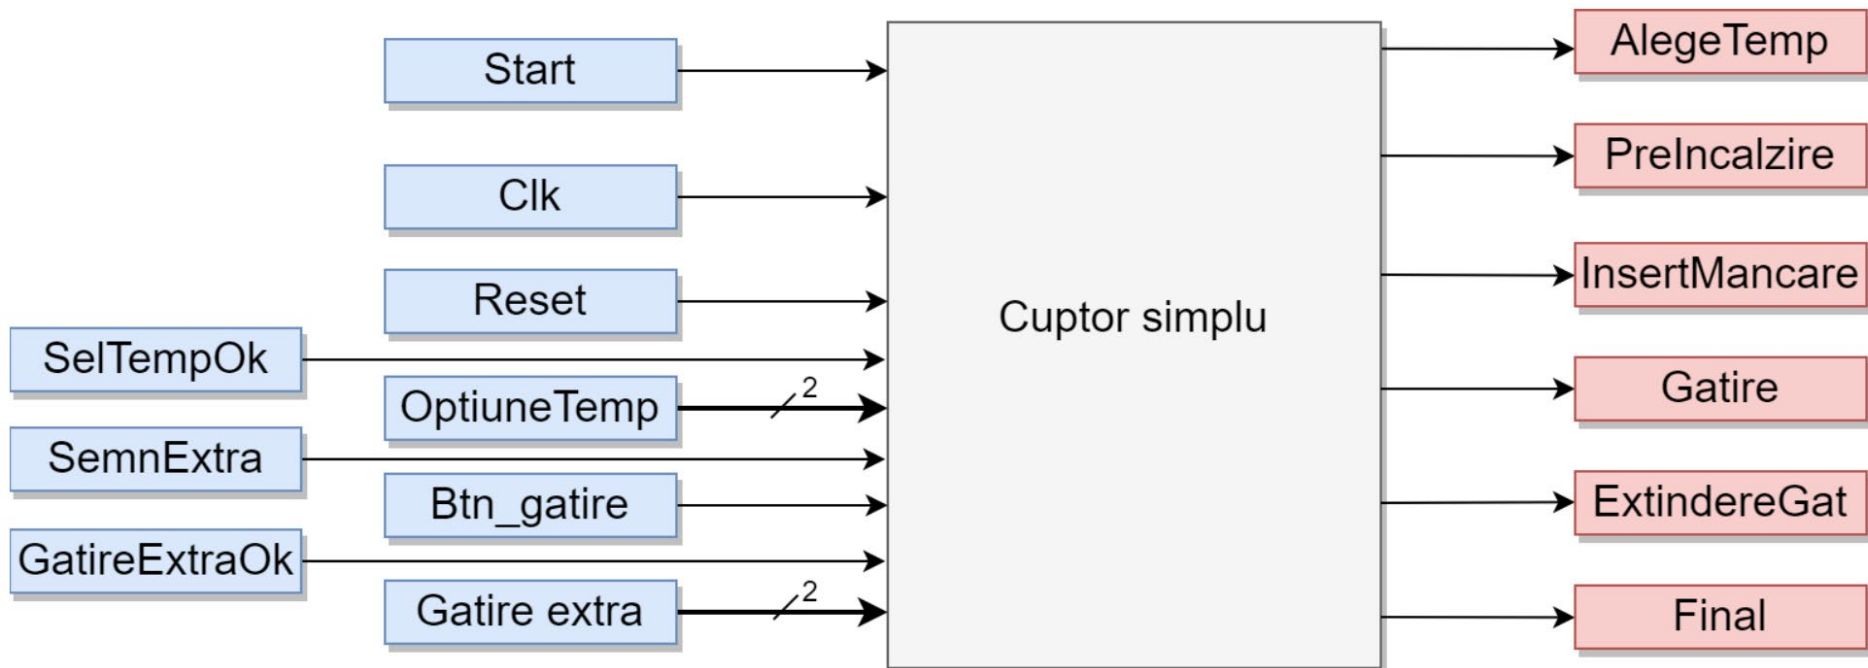 Start
Clk
Reset
SelTempOk
OptiuneTemp
2
SemnExtra
Btn_gatire
GatireExtraOk
Gatire extra
2
Cuptor simplu
AlegeTemp
PreIncalzire
InsertMancare
Gatire
ExtindereGat
Final